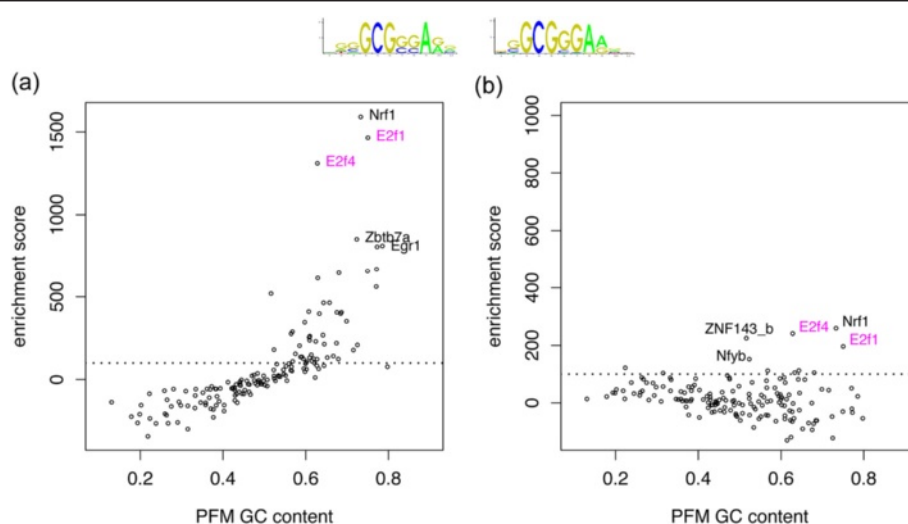 (a)
enrichment score
1500
1000
500
0
Nrf1
E2f1
E2f4
Zbtb7a
Egr1
0.2 0.4 0.6 0.8
PFM GC content
(b)
enrichment score
1000
800
600
400
200
0
ZNF143_b
E2f4
Nrf1
E2f1
Nfyb
0.2 0.4 0.6 0.8
PFM GC content